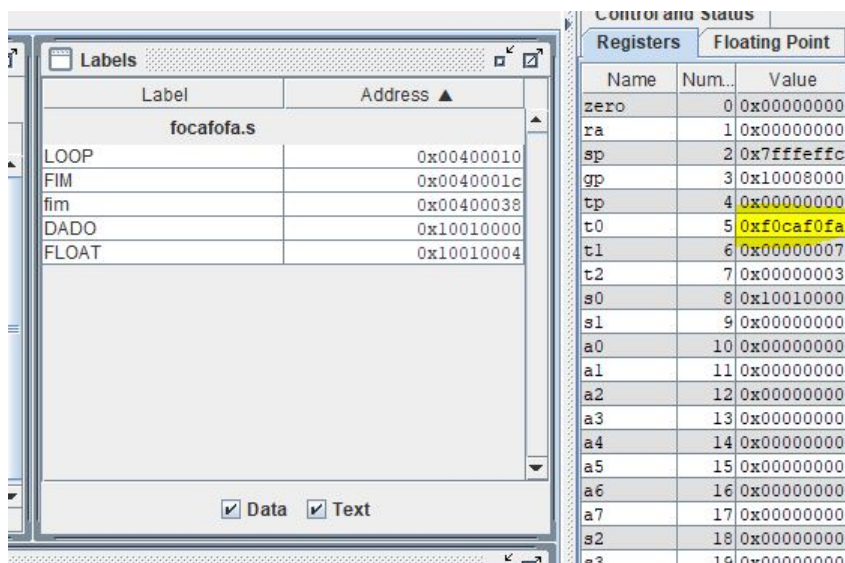 Control and Status
Registers Floating Point
Labels
Label Address ▲
focafofa.s
LOOP 0x00400010
FIM 0x0040001c
fim 0x00400038
DADO 0x10010000
FLOAT 0x10010004
Data Text
Name Num... Value
zero 0 0x00000000
ra 1 0x00000000
sp 2 0x7fffeffc
gp 3 0x10008000
tp 4 0x00000000
t0 5 0xf0caf0fa
t1 6 0x00000007
t2 7 0x00000003
s0 8 0x10010000
s1 9 0x00000000
a0 10 0x00000000
a1 11 0x00000000
a2 12 0x00000000
a3 13 0x00000000
a4 14 0x00000000
a5 15 0x00000000
a6 16 0x00000000
a7 17 0x00000000
s2 18 0x00000000
s3 19 0x00000000